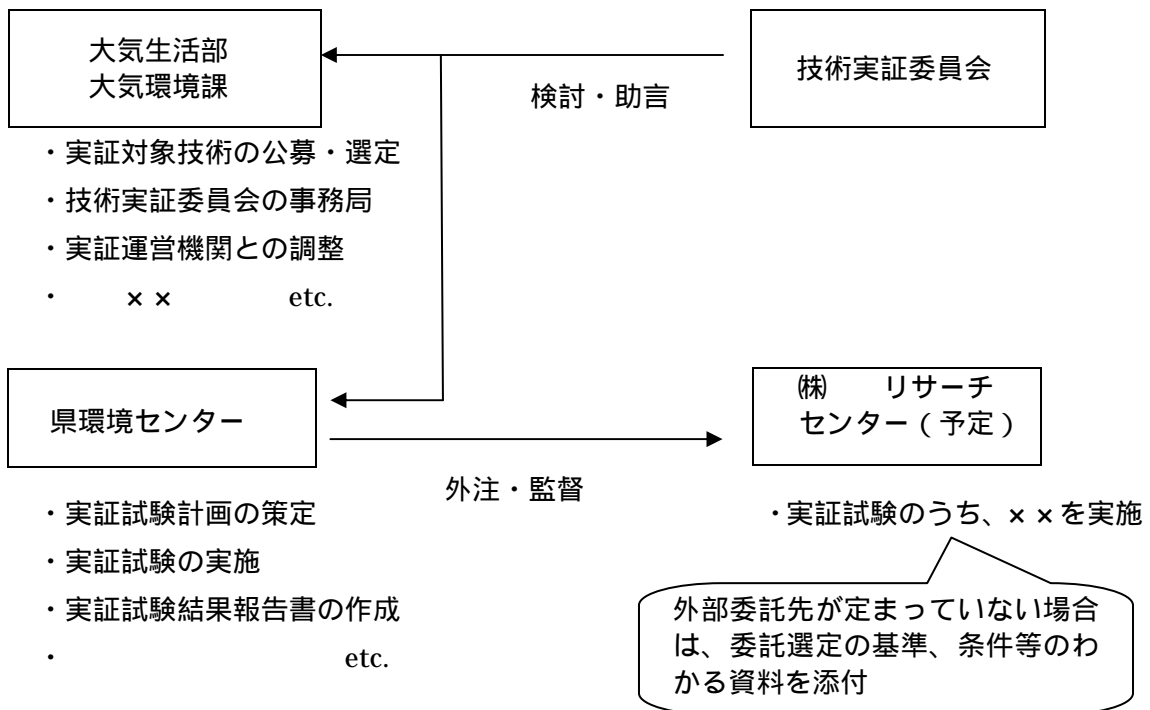 大気生活部
大気環境課
技術実証委員会
検討・助言
・実証対象技術の公募・選定
・技術実証委員会の事務局
・実証運営機関との調整
・　　××　　　　etc.
県環境センター
㈱　　リサーチ
センター（予定）
外注・監督
・実証試験計画の策定
・実証試験の実施
・実証試験結果報告書の作成
・　　　　　　　　etc.
・実証試験のうち、××を実施
外部委託先が定まっていない場合
は、委託選定の基準、条件等のわ
かる資料を添付